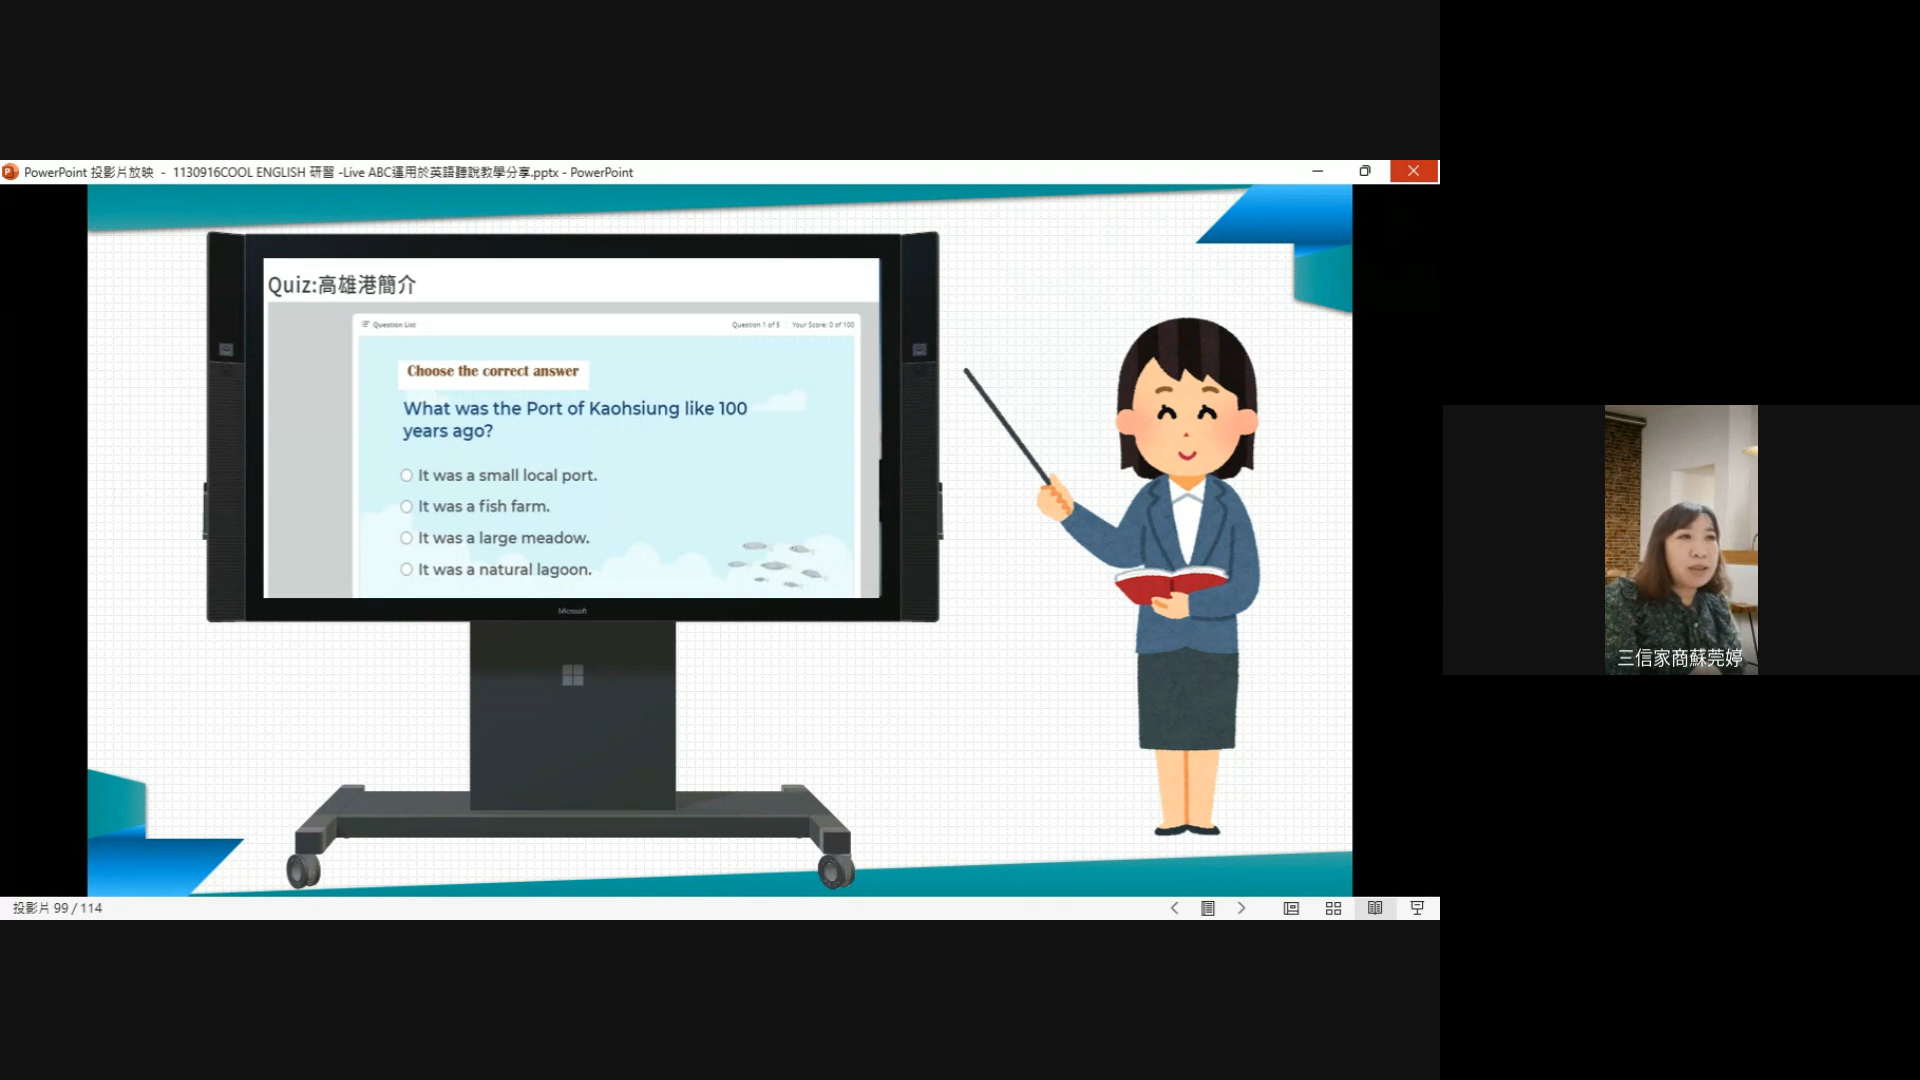 PowerPoint 投影片放映 - 1130916COOL ENGLISH 研習 -Live ABC運用於英語聽說教學分享.pptx - PowerPoint
Quiz:高雄港簡介
Question List
Question 1 of 5
Your Score: 0 of 100
Choose the correct answer
What was the Port of Kaohsiung like 100
years ago?
It was a small local port.
It was a fish farm.
It was a large meadow.
It was a natural lagoon.
Microsoft
三信家商蘇莞婷
投影片 99 / 114